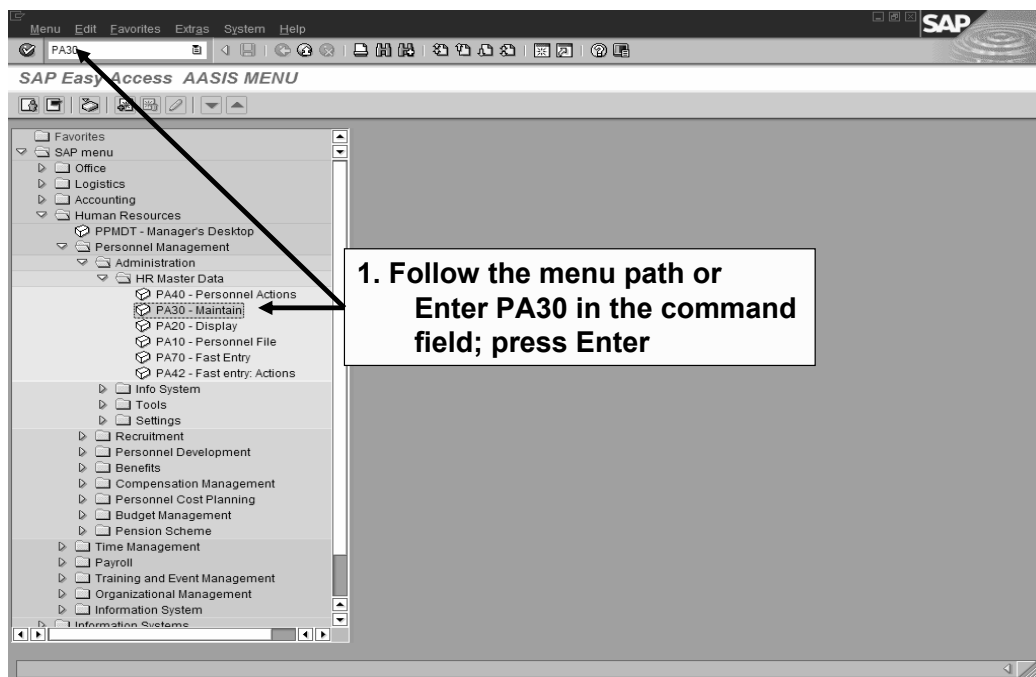 Menu Edit Favorites Extras System Help
SAP
PA30
SAP Easy Access AASIS MENU
Favorites
SAP menu
Office
Logistics
Accounting
Human Resources
PPMDT - Manager's Desktop
Personnel Management
Administration
HR Master Data
PA40 - Personnel Actions
PA30 - Maintain
PA20 - Display
PA10 - Personnel File
PA70 - Fast Entry
PA42 - Fast entry: Actions
Info System
Tools
Settings
Recruitment
Personnel Development
Benefits
Compensation Management
Personnel Cost Planning
Budget Management
Pension Scheme
Time Management
Payroll
Training and Event Management
Organizational Management
Information System
Information Systems
1. Follow the menu path or
Enter PA30 in the command
field; press Enter